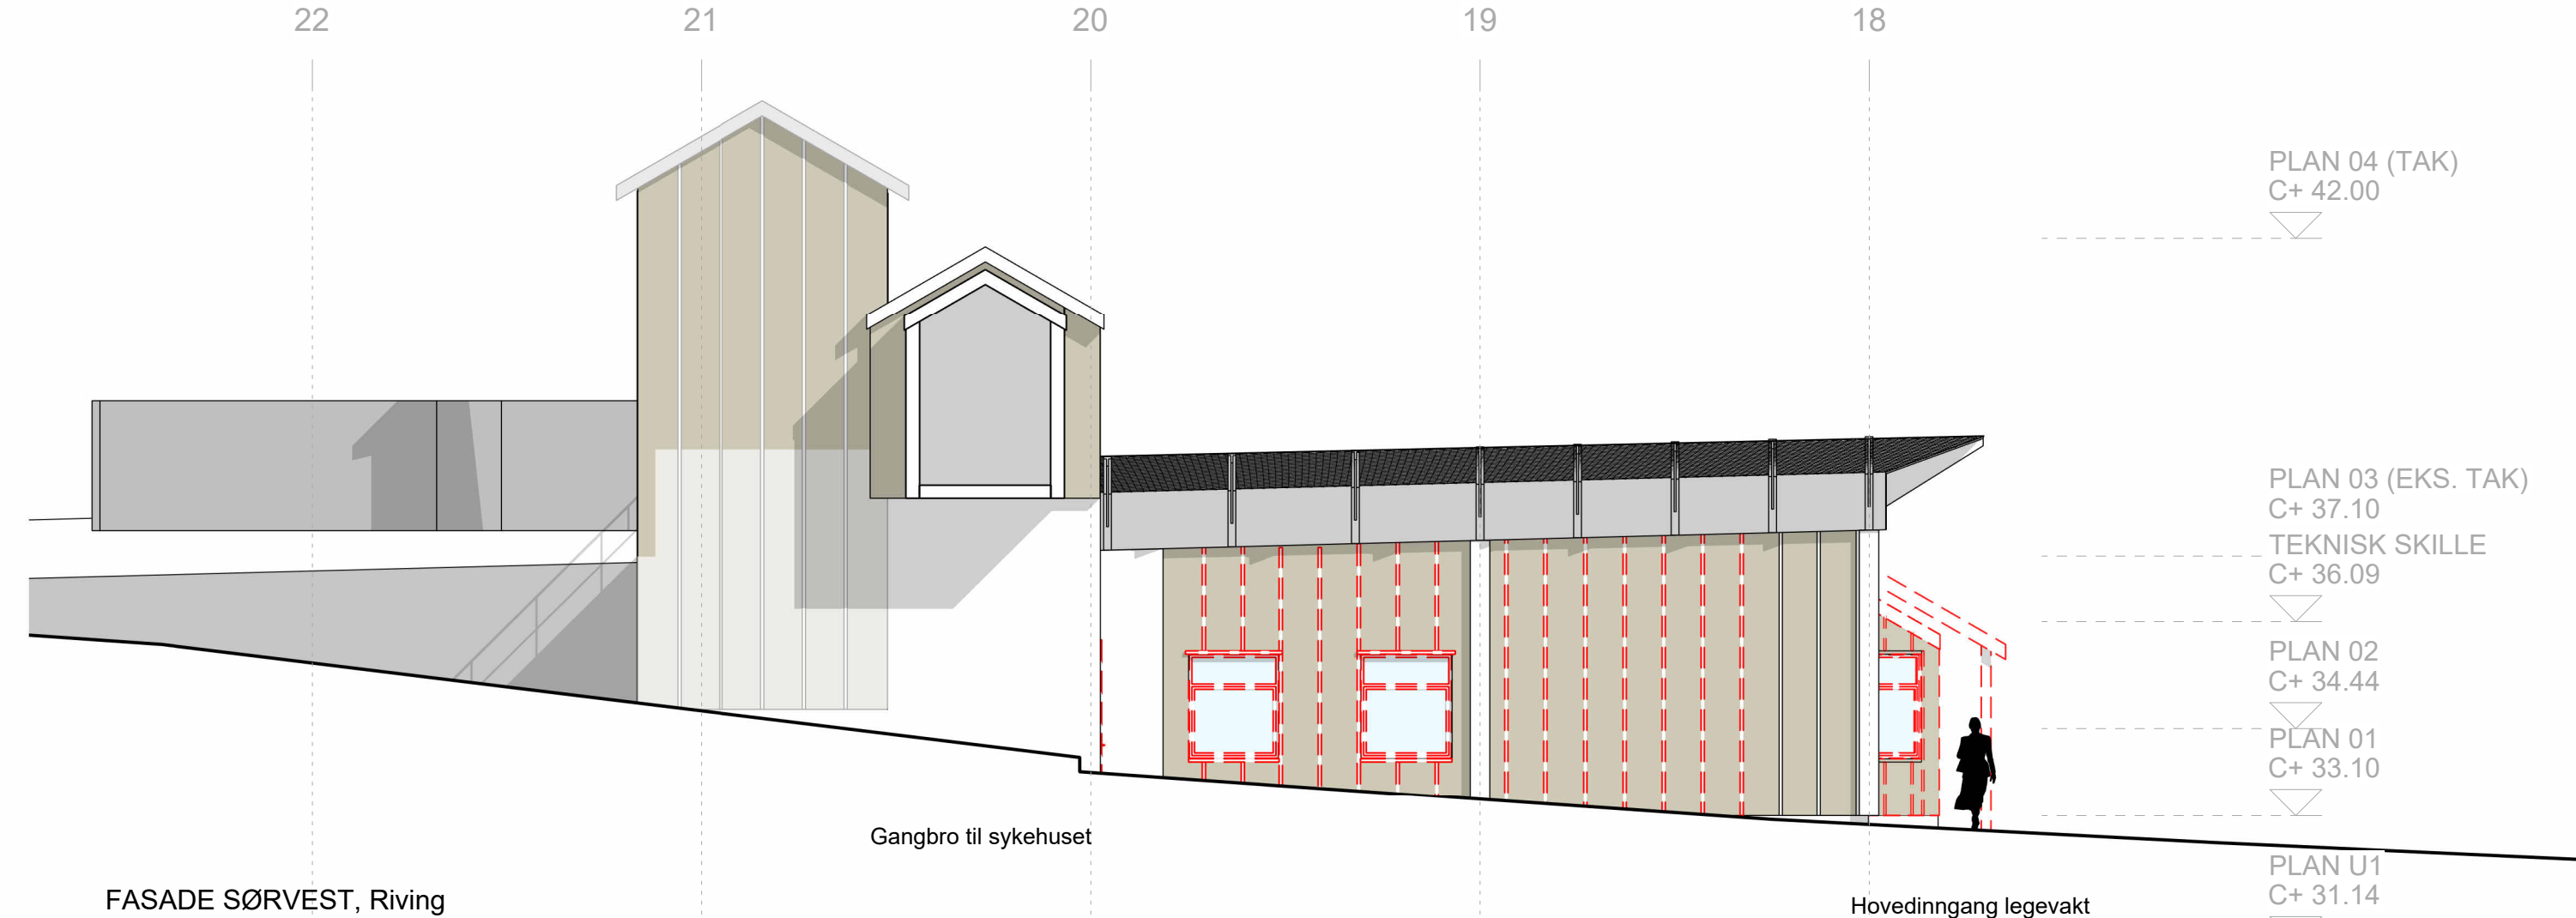 22 21 20 19 18
PLAN 04 (TAK)
C+ 42.00
PLAN 03 (EKS. TAK)
C+ 37.10
TEKNISK SKILLE
C+ 36.09
PLAN 02
C+ 34.44
PLAN 01
C+ 33.10
Gangbro til sykehuset
PLAN U1
C+ 31.14
FASADE SØRVEST, Riving
Hovedinngang legevakt